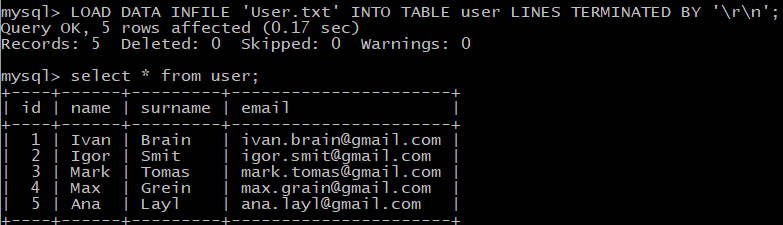 mysql> LOAD DATA INFILE 'User.txt' INTO TABLE user LINES TERMINATED BY '\r\n';
Query OK, 5 rows affected (0.17 sec)
Records: 5  Deleted: 0  Skipped: 0  Warnings: 0

mysql> select * from user;
+----+------+---------+----------------------+
| id | name | surname | email                |
+----+------+---------+----------------------+
|  1 | Ivan | Brain   | ivan.brain@gmail.com |
|  2 | Igor | Smit    | igor.smit@gmail.com  |
|  3 | Mark | Tomas   | mark.tomas@gmail.com |
|  4 | Max  | Grein   | max.grain@gmail.com  |
|  5 | Ana  | Layl    | ana.layl@gmail.com   |
+----+------+---------+----------------------+